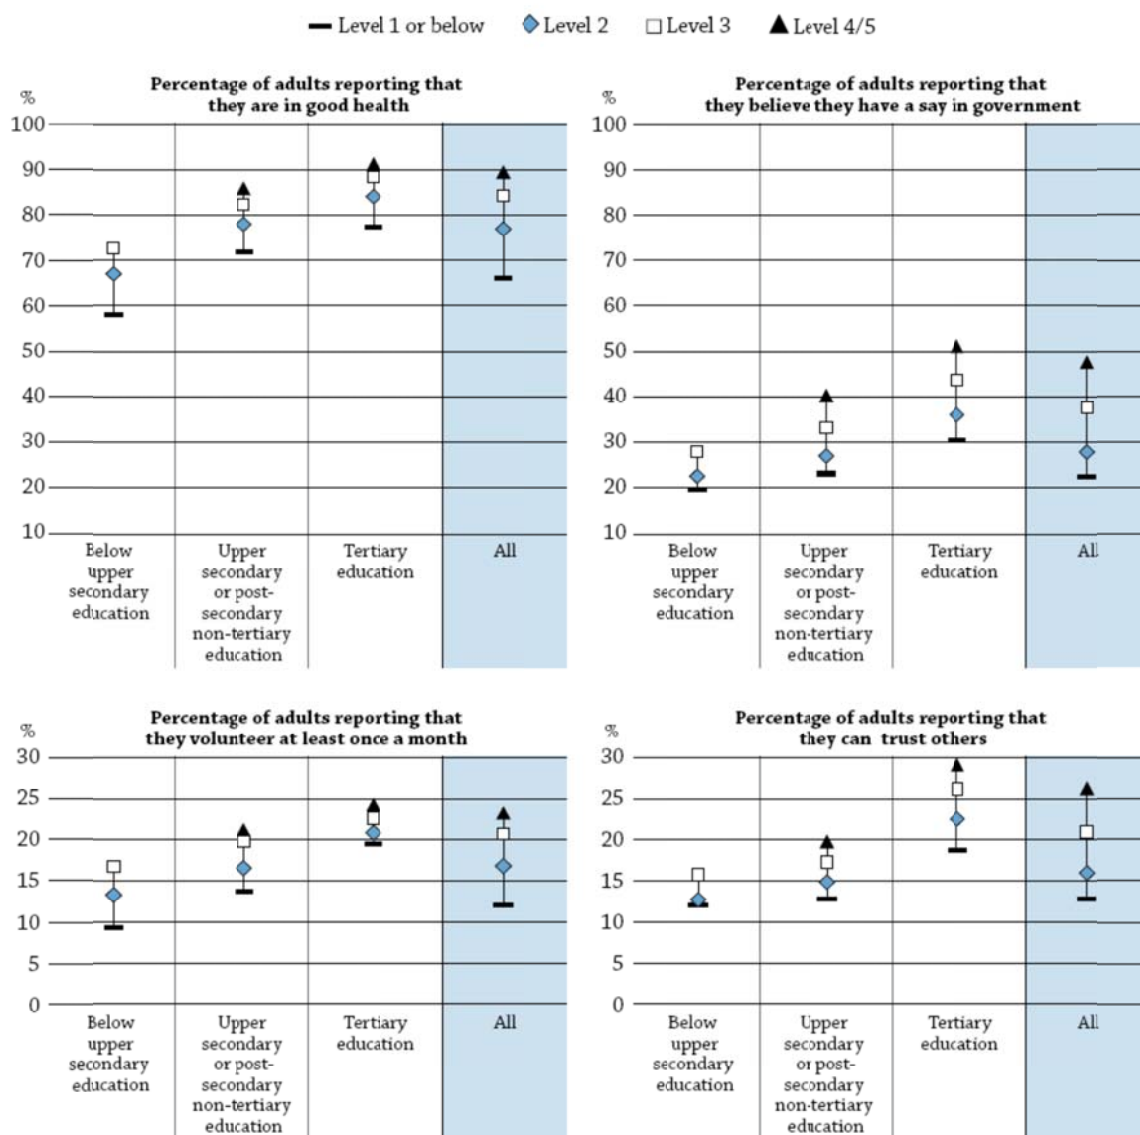 Level 1 or below Level 2 Level 3 Level 4/5
Percentage of adults reporting that
they are in good health
%
100
90
80
70
60
50
40
30
20
10
Below
upper
secondary
education
Upper
secondary
or post-
secondary
non-tertiary
education
Tertiary
education
All
Percentage of adults reporting that
they believe they have a say in government
%
100
90
80
70
60
50
40
30
20
10
Below
upper
secondary
education
Upper
secondary
or post-
secondary
non-tertiary
education
Tertiary
education
All
Percentage of adults reporting that
they volunteer at least once a month
%
30
25
20
15
10
5
0
Below
upper
secondary
education
Upper
secondary
or post-
secondary
non-tertiary
education
Tertiary
education
All
Percentage of adults reporting that
they can trust others
%
30
25
20
15
10
5
0
Below
upper
secondary
education
Upper
secondary
or post-
secondary
non-tertiary
education
Tertiary
education
All